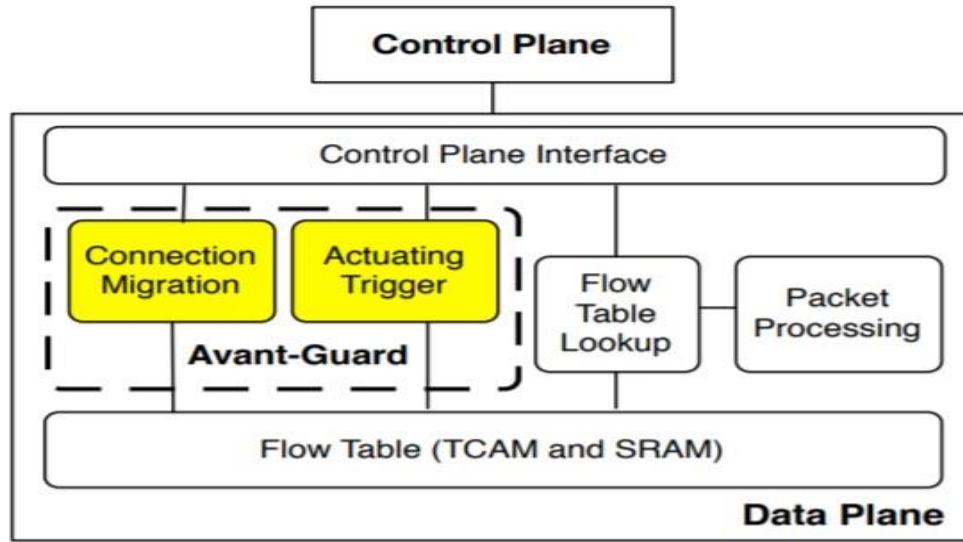 Control Plane
Control Plane Interface
Connection
Migration
Actuating
Trigger
Avant-Guard
Flow
Table
Lookup
Packet
Processing
Flow Table (TCAM and SRAM)
Data Plane